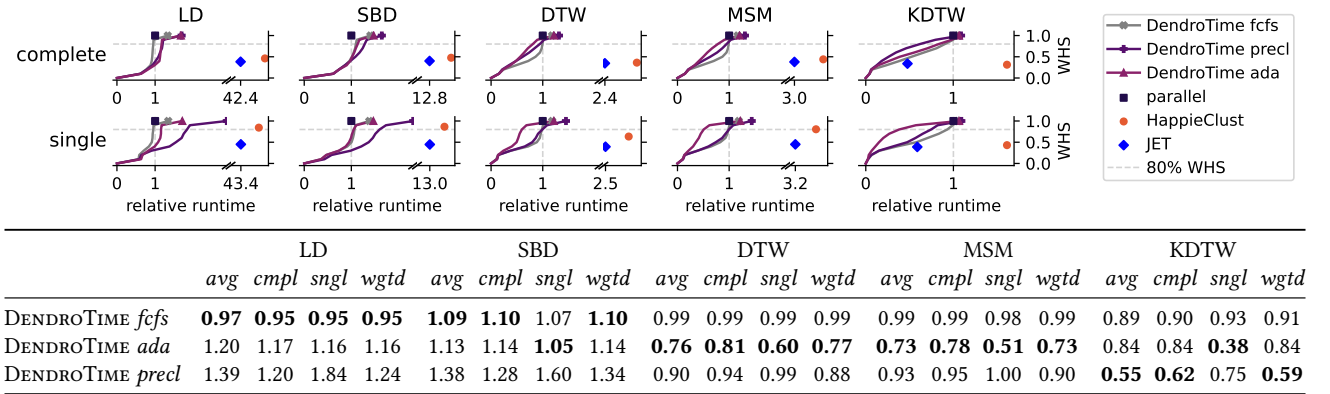 LD SBD DTW MSM KDTW
complete
1.0
0.5
0.0
WHS
0 1 42.4 0 1 12.8 0 1 2.4 0 1 3.0 0 1
single
1.0
0.5
0.0
WHS
0 1 43.4 0 1 13.0 0 1 2.5 0 1 3.2 0 1
relative runtime relative runtime relative runtime relative runtime relative runtime
DendroTime fcfs
DendroTime precl
DendroTime ada
parallel
HappieClust
JET
80% WHS
LD SBD DTW MSM KDTW
avg cmpl sngl wgtd avg cmpl sngl wgtd avg cmpl sngl wgtd avg cmpl sngl wgtd avg cmpl sngl wgtd
DENDROTIME fcfs 0.97 0.95 0.95 0.95 1.09 1.10 1.07 1.10 0.99 0.99 0.99 0.99 0.99 0.99 0.98 0.99 0.89 0.90 0.93 0.91
DENDROTIME ada 1.20 1.17 1.16 1.16 1.13 1.14 1.05 1.14 0.76 0.81 0.60 0.77 0.73 0.78 0.51 0.73 0.84 0.84 0.38 0.84
DENDROTIME precl 1.39 1.20 1.84 1.24 1.38 1.28 1.60 1.34 0.90 0.94 0.99 0.88 0.93 0.95 1.00 0.90 0.55 0.62 0.75 0.59